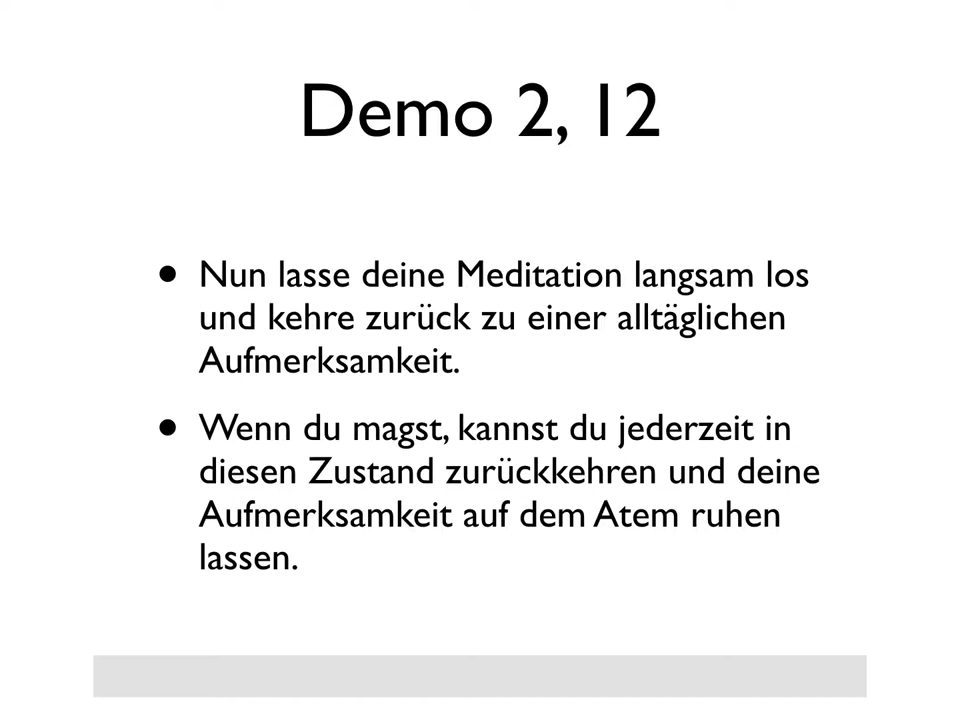 Demo 2, 12
• Nun lasse deine Meditation langsam los
und kehre zurück zu einer alltäglichen
Aufmerksamkeit.
• Wenn du magst, kannst du jederzeit in
diesen Zustand zurückkehren und deine
Aufmerksamkeit auf dem Atem ruhen
lassen.